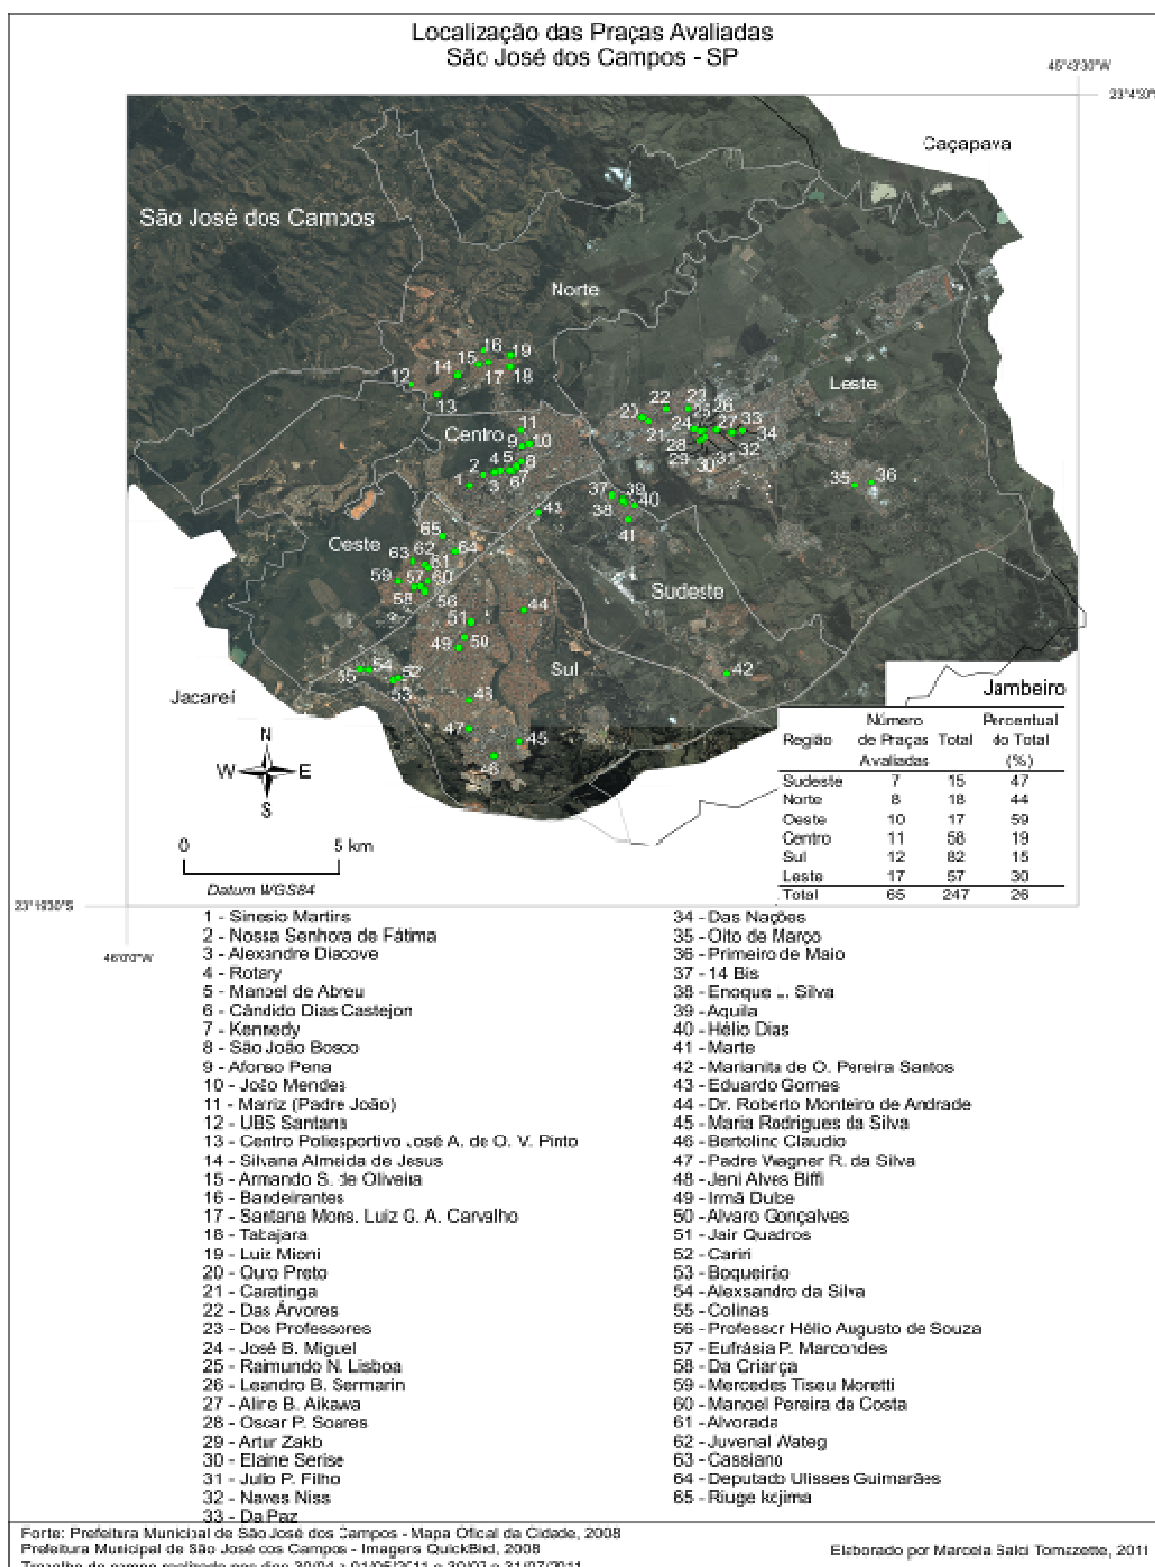 Localização das Praças Avaliadas
São José dos Campos - SP
Caçapava
São José dos Campos
Norte
Leste
Centro
Oeste
Sudeste
Sul
Jacareí
Jambeiro
N
W E
S
0 5 km
Datum WGS84
Região Número de Praças Avaliadas Total Percentual do Total (%)
Sudeste 7 15 47
Norte 8 18 44
Oeste 10 17 59
Centro 11 58 19
Sul 12 82 15
Leste 17 57 30
Total 65 247 26
1 - Sinesio Martins
2 - Nossa Senhora de Fátima
3 - Alexandre Diacove
4 - Rotary
5 - Manoel de Abreu
6 - Cândido Dias Castejon
7 - Kennedy
8 - São João Bosco
9 - Afonso Pena
10 - João Mendes
11 - Matriz (Padre João)
12 - UBS Santana
13 - Centro Poliesportivo José A. de O. V. Pinto
14 - Silvana Almeida de Jesus
15 - Armando S. de Oliveira
16 - Bandeirantes
17 - Santana Mons. Luiz G. A. Carvalho
18 - Tabajara
19 - Luiz Mioni
20 - Ouro Preto
21 - Caratinga
22 - Das Árvores
23 - Dos Professores
24 - José B. Miguel
25 - Raimundo N. Lisboa
26 - Leandro B. Sermarin
27 - Aline B. Aikawa
28 - Oscar P. Soares
29 - Artur
30 - Elaine Serise
31 - Julio P. Filho
32 - Naves
33 - Da Paz
34 - Das Nações
35 - Oito de Março
36 - Primeiro de Maio
37 - 14 Bis
38 - Enoque ... Silva
39 - Aquila
40 - Hélio Dias
41 - Marte
42 - Marianita de O. Pereira Santos
43 - Eduardo Gomes
44 - Dr. Roberto Monteiro de Andrade
45 - Maria Rodrigues da Silva
46 - Bertolino Claudio
47 - Padre Wagner R. da Silva
48 - Jeni Alves Biffi
49 - Irmã Dulce
50 - Alvaro Gonçalves
51 - Jair Quadros
52 - Cariri
53 - Boqueirão
54 - Alexsandro da Silva
55 - Colinas
56 - Professor Hélio Augusto de Souza
57 - Eufrásia P. Marcondes
58 - Da Criança
59 - Mercedes Tiseu Moretti
60 - Manoel Pereira da Costa
61 - Alvorada
62 - Juvenal
63 - Cassiano
64 - Deputado Ulisses Guimarães
65 - Riuge kojima
Fonte: Prefeitura Municipal de São José dos Campos - Mapa Oficial da Cidade, 2008
Prefeitura Municipal de São José dos Campos - Imagens QuickBird, 2008
Elaborado por Marcela Tomazette, 2011